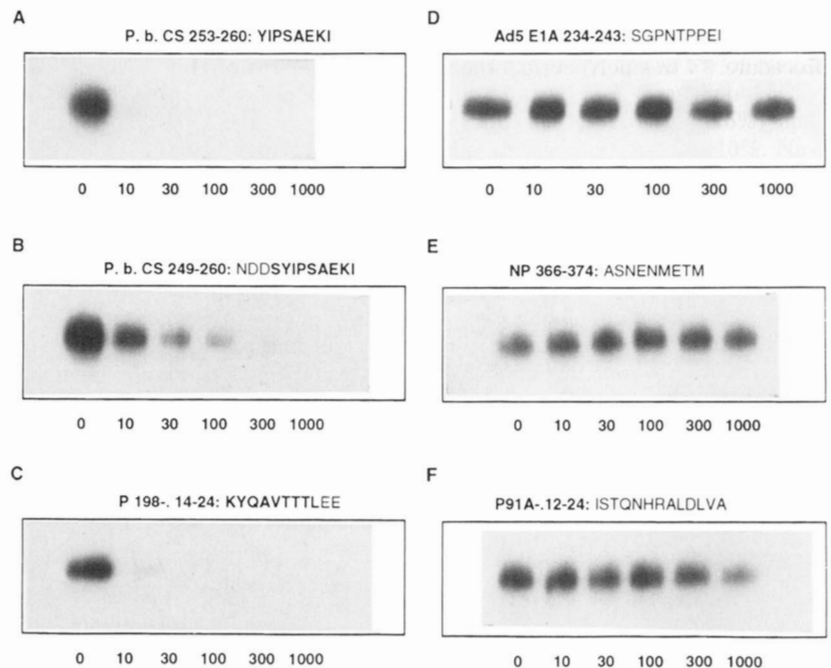 A
P. b. CS 253-260: YIPSAEKI
0 10 30 100 300 1000
B
P. b. CS 249-260: NDDSYIPSAEKI
0 10 30 100 300 1000
C
P 198-. 14-24: KYQAVTTTLEE
0 10 30 100 300 1000
D
Ad5 E1A 234-243: SGPNTPPEI
0 10 30 100 300 1000
E
NP 366-374: ASNENMETM
0 10 30 100 300 1000
F
P91A-.12-24: ISTQNHRALDLVA
0 10 30 100 300 1000